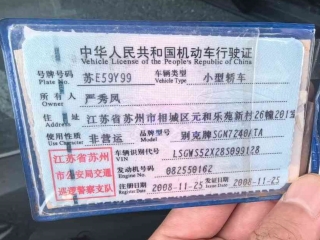 中华人民共和国机动车行驶证
Vehicle License of the People's Republic of China
号牌号码 苏E59Y99 车辆类型 小型轿车
Plate No. Vehicle Type
所有人 严秀凤
Owner
住址 江苏省苏州市相城区元和乐苑新村26幢201室
Address
使用性质 非营运 品牌型号 别克牌SGM7240ATA
Use Character Model
江苏省苏州
市公安局交通
巡逻警察支队
车辆识别代号 LSGWS52X28S099128
VIN
发动机号码 082550162
Engine No.
注册日期 2008-11-25 发证日期 2008-11-25
Register Date Issue Date